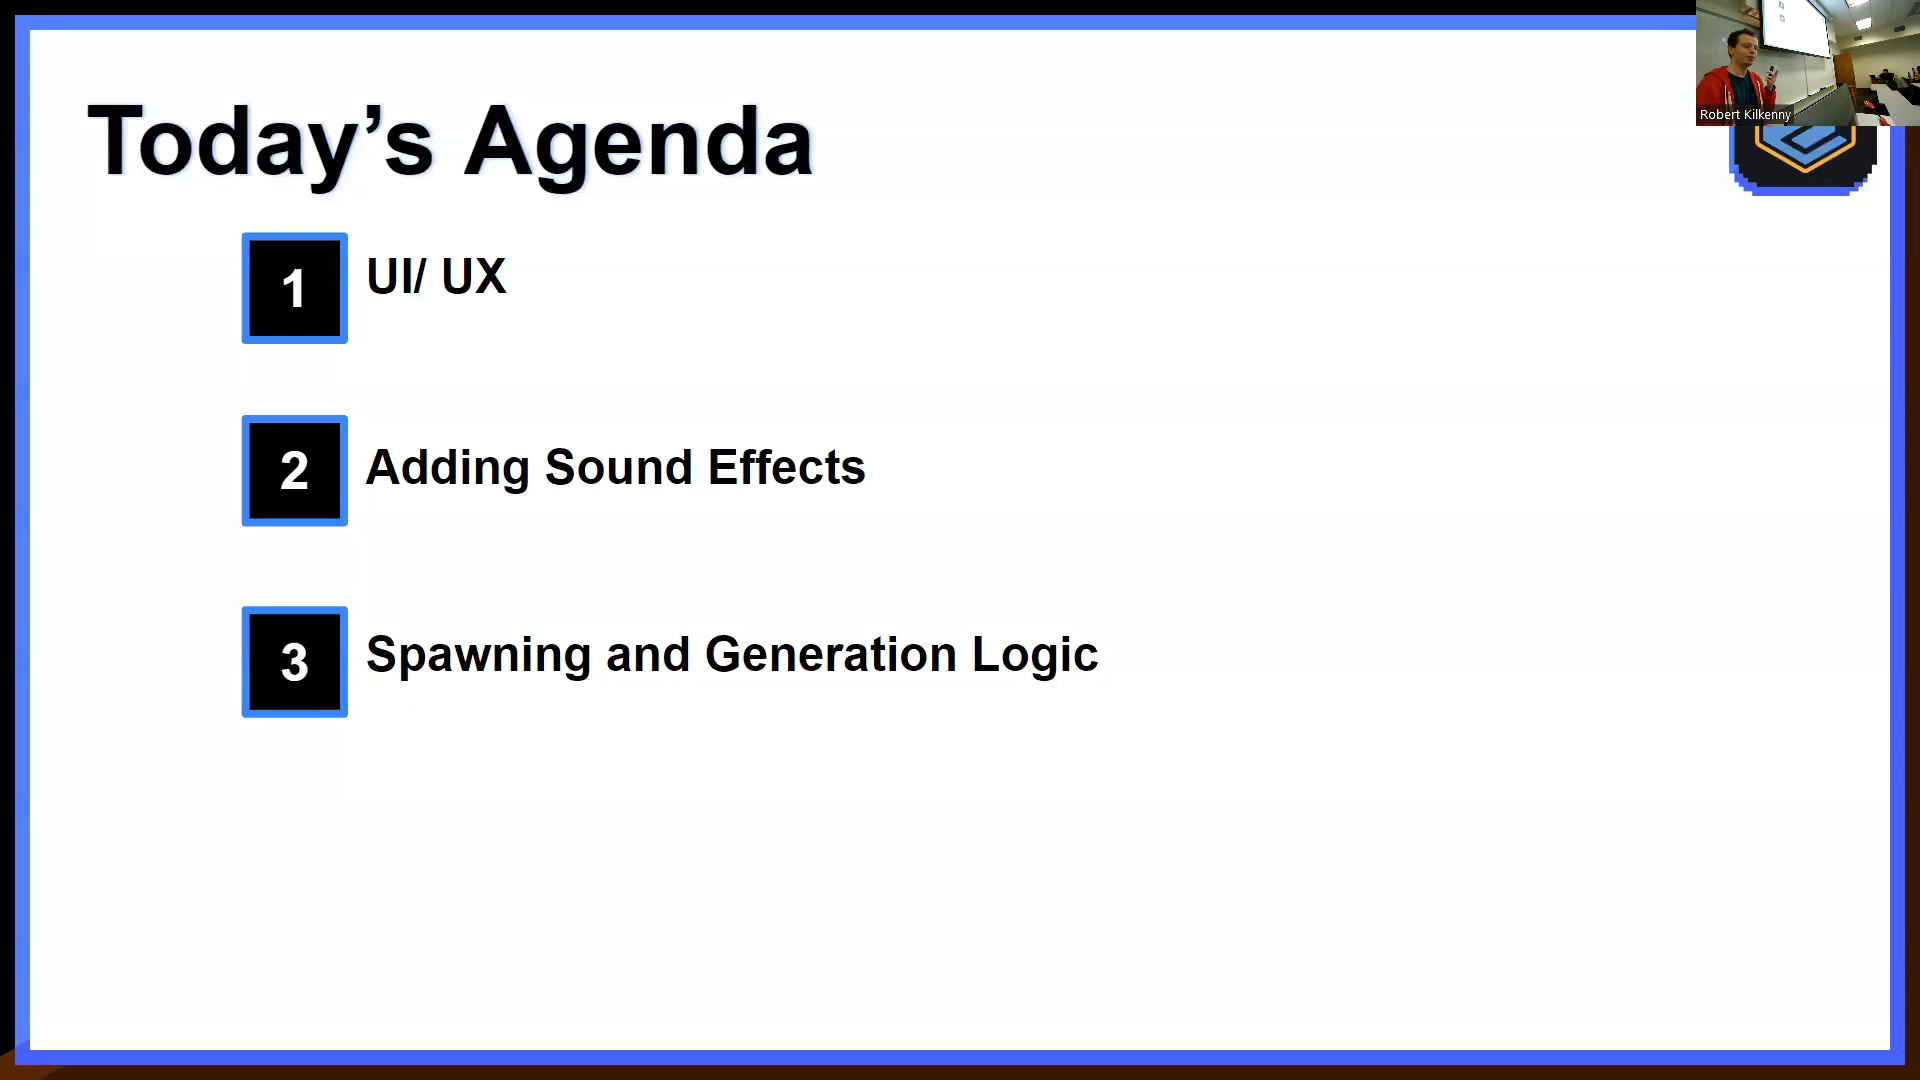 Robert Kilkenny
Today’s Agenda
1
UI/ UX
2
Adding Sound Effects
3
Spawning and Generation Logic